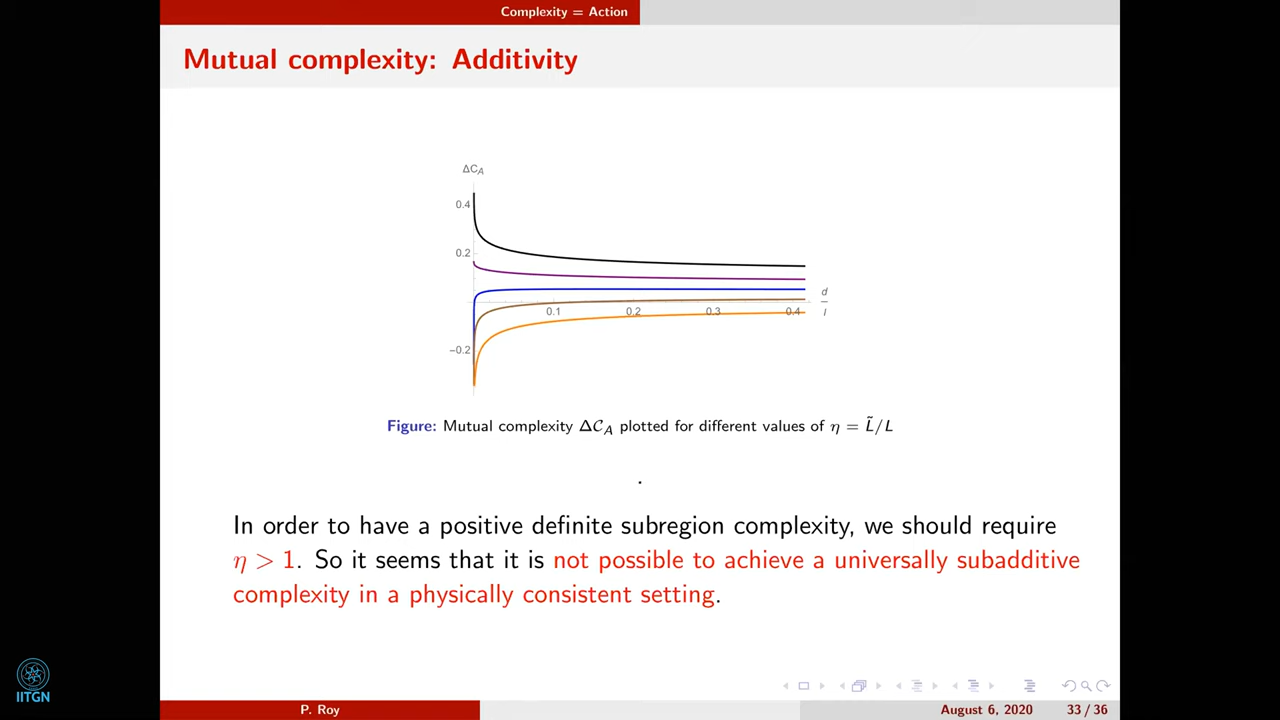 Complexity = Action
Mutual complexity: Additivity
ΔC_A
0.4
0.2
-0.2
0.1
0.2
0.3
0.4
d
l
Figure: Mutual complexity Δ𝒞_A plotted for different values of η = L̃/L
.
In order to have a positive definite subregion complexity, we should require
η > 1. So it seems that it is not possible to achieve a universally subadditive
complexity in a physically consistent setting.
IITGN
P. Roy
August 6, 2020
33 / 36